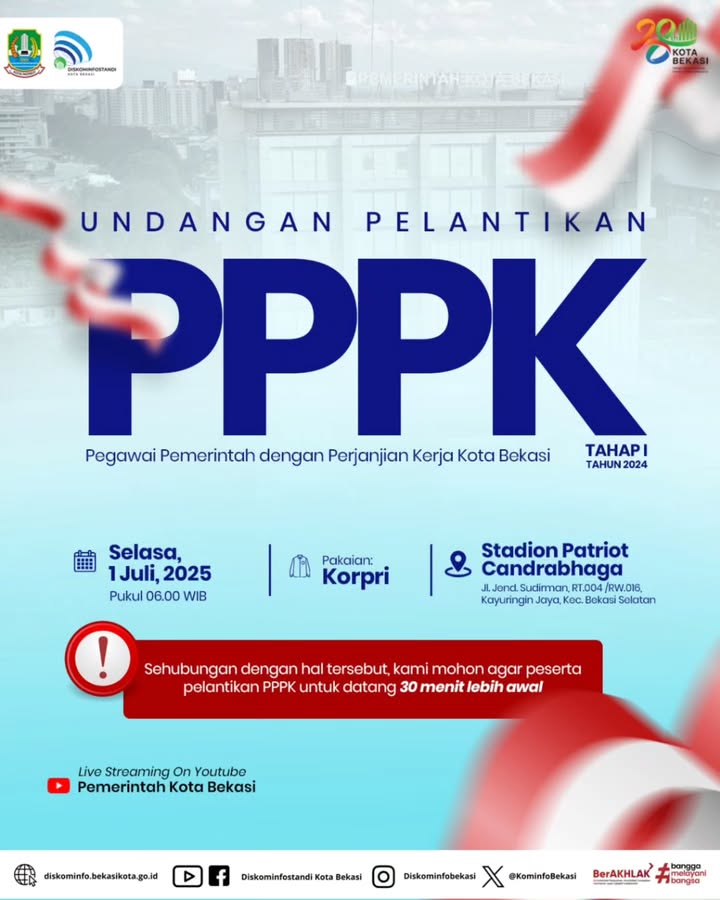 DISKOMINFOSTANDI
KOTA BEKASI
28
KOTA
BEKASI
PEMERINTAH KOTA BEKASI
UNDANGAN PELANTIKAN
PPPK
Pegawai Pemerintah dengan Perjanjian Kerja Kota Bekasi
TAHAP I
TAHUN 2024
Selasa,
1 Juli, 2025
Pukul 06.00 WIB
Pakaian:
Korpri
Stadion Patriot
Candrabhaga
Jl. Jend. Sudirman, RT.004 /RW.016,
Kayuringin Jaya, Kec. Bekasi Selatan
Sehubungan dengan hal tersebut, kami mohon agar peserta
pelantikan PPPK untuk datang 30 menit lebih awal
Live Streaming On Youtube
Pemerintah Kota Bekasi
diskominfo.bekasikota.go.id
Diskominfostandi Kota Bekasi
Diskominfobekasi
@KominfoBekasi
BerAKHLAK
#bangga
melayani
bangsa